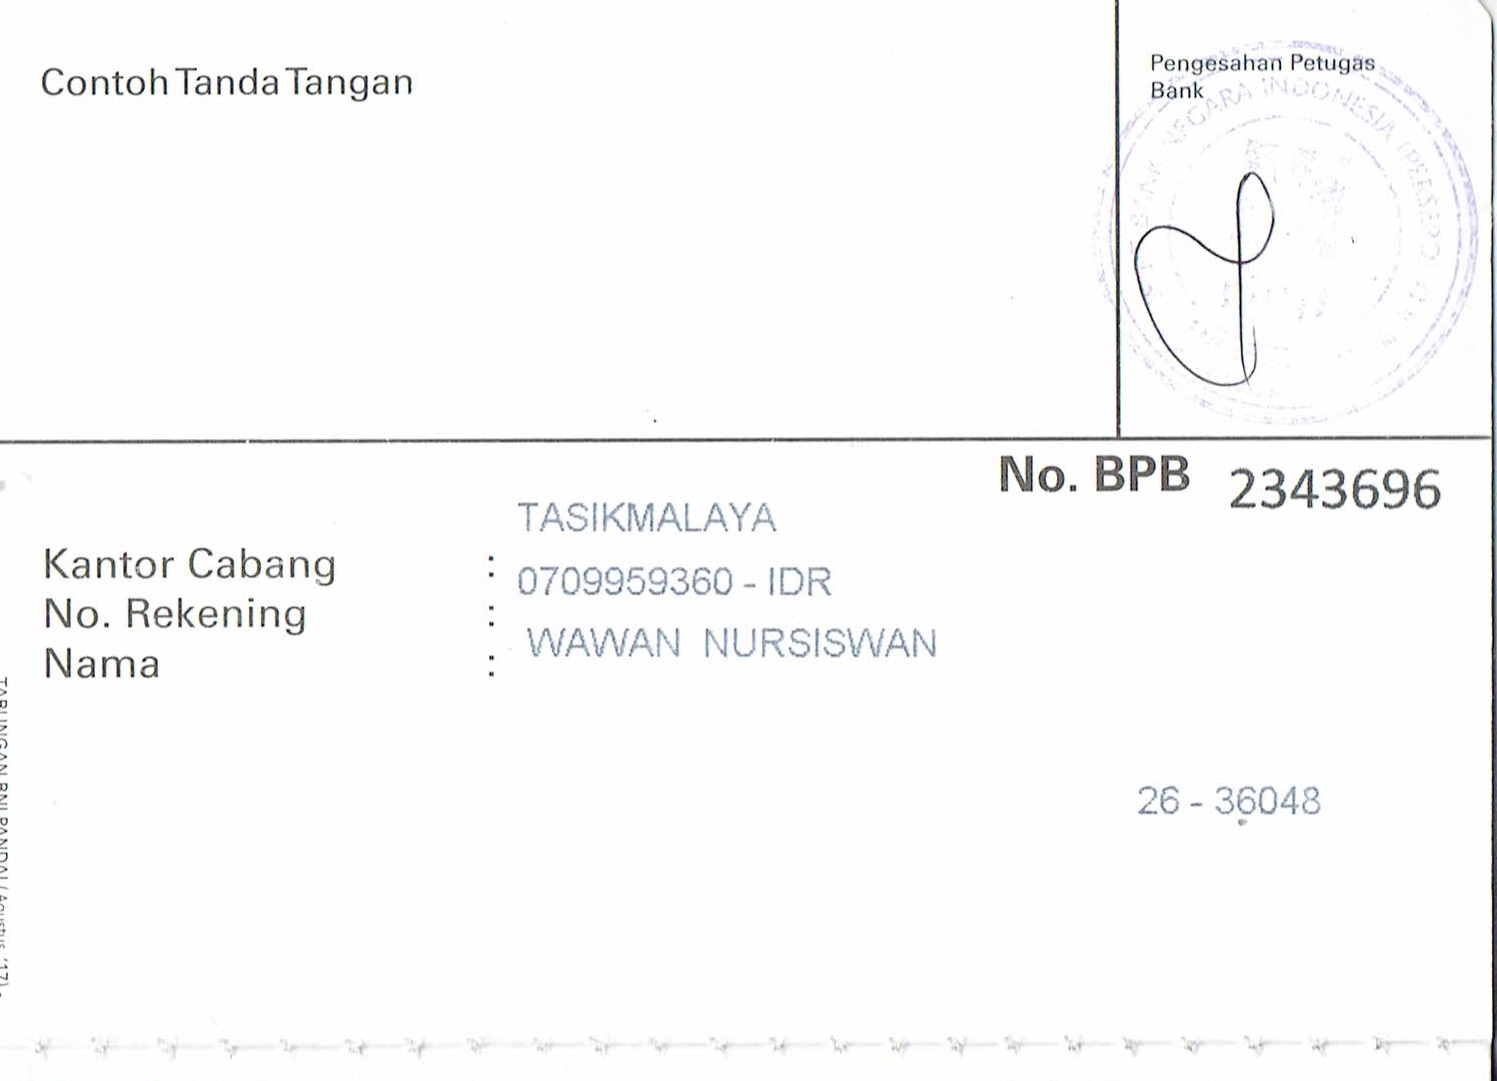 Contoh Tanda Tangan
Pengesahan Petugas
Bank
BANK NEGARA INDONESIA (PERSERO)
No. BPB 2343696
TASIKMALAYA
Kantor Cabang :
0709959360 - IDR
No. Rekening :
WAWAN NURSISWAN
Nama :
26 - 36048
TABUNGAN BNI PANDAI / Agustus '17)